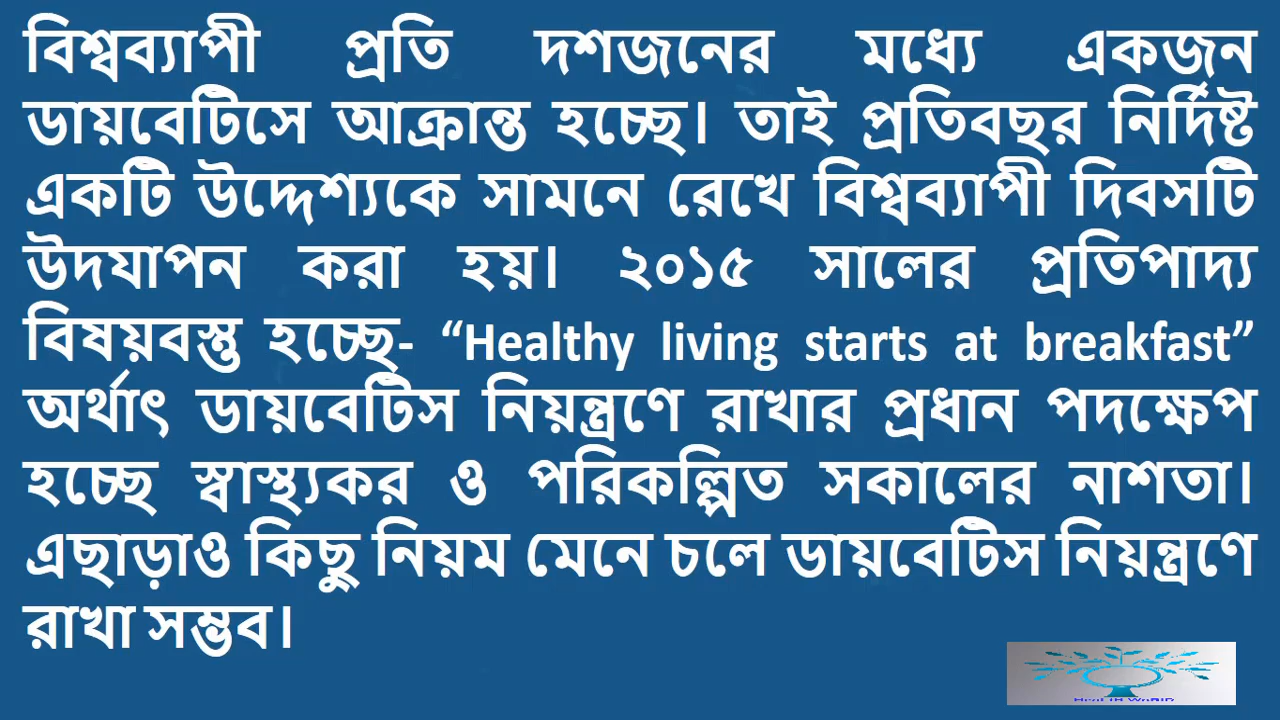 বিশ্বব্যাপী প্রতি দশজনের মধ্যে একজন
ডায়বেটিসে আক্রান্ত হচ্ছে। তাই প্রতিবছর নির্দিষ্ট
একটি উদ্দেশ্যকে সামনে রেখে বিশ্বব্যাপী দিবসটি
উদযাপন করা হয়। ২০১৫ সালের প্রতিপাদ্য
বিষয়বস্তু হচ্ছে- “Healthy living starts at breakfast”
অর্থাৎ ডায়বেটিস নিয়ন্ত্রণে রাখার প্রধান পদক্ষেপ
হচ্ছে স্বাস্থ্যকর ও পরিকল্পিত সকালের নাশতা।
এছাড়াও কিছু নিয়ম মেনে চলে ডায়বেটিস নিয়ন্ত্রণে
রাখা সম্ভব।